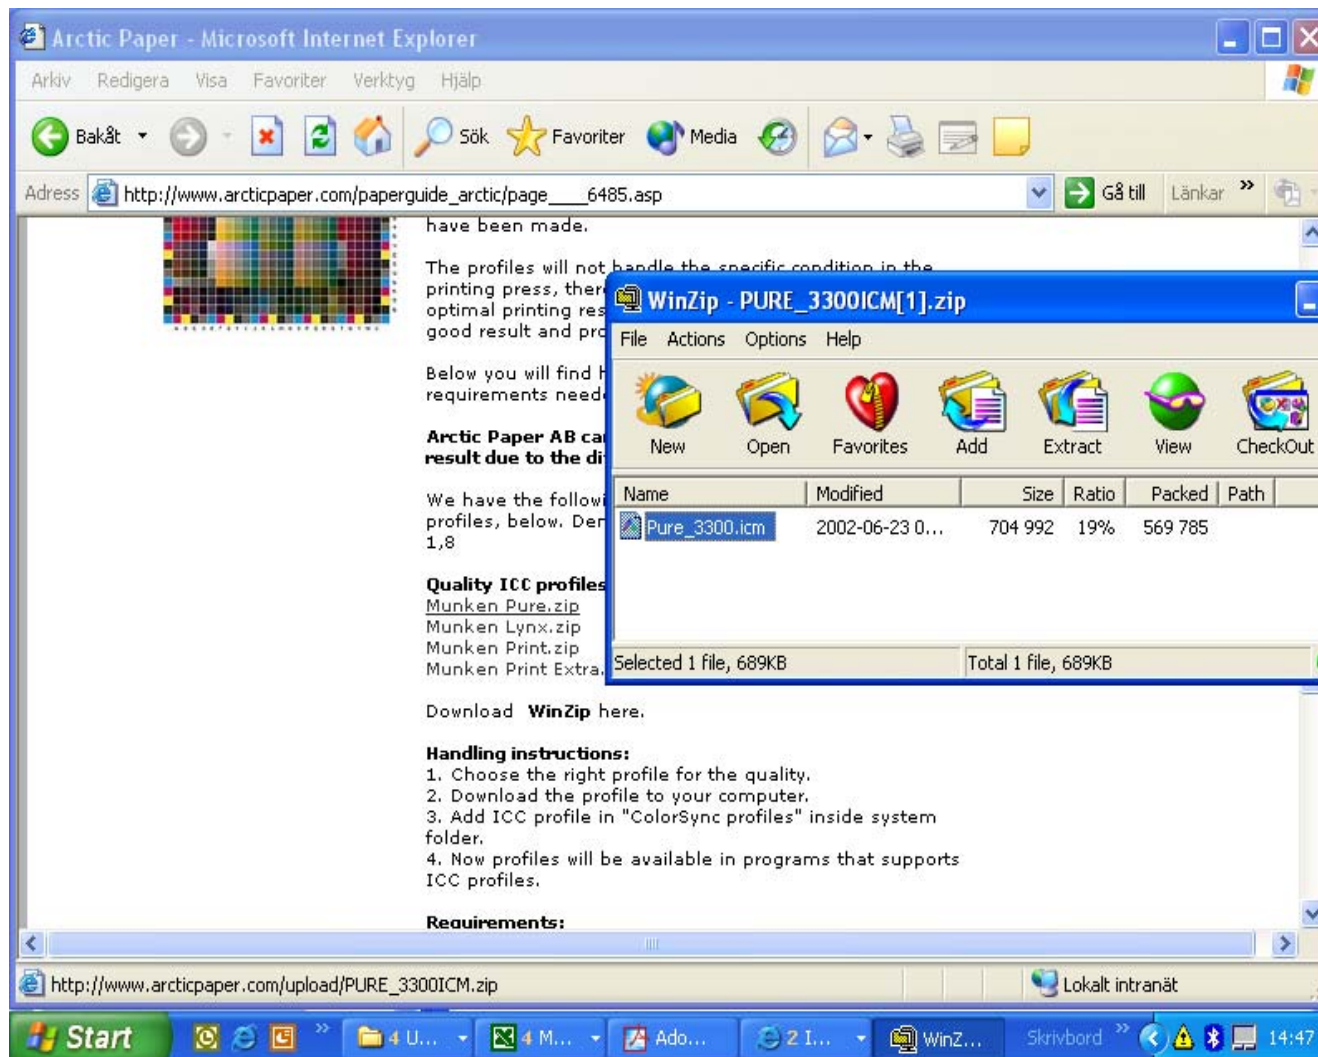 Arctic Paper - Microsoft Internet Explorer
Arkiv Redigera Visa Favoriter Verktyg Hjälp
Bakåt Sök Favoriter Media
Adress http://www.arcticpaper.com/paperguide_arctic/page____6485.asp Gå till Länkar »
have been made.
The profiles will not handle the specific condition in the
printing press, ther
optimal printing res
good result and pro
Below you will find h
requirements need
Arctic Paper AB ca
result due to the di
We have the followi
profiles, below. Den
1,8
Quality ICC profiles
Munken Pure.zip
Munken Lynx.zip
Munken Print.zip
Munken Print Extra.
Download WinZip here.
Handling instructions:
1. Choose the right profile for the quality.
2. Download the profile to your computer.
3. Add ICC profile in "ColorSync profiles" inside system
folder.
4. Now profiles will be available in programs that supports
ICC profiles.
Requirements:
WinZip - PURE_3300ICM[1].zip
File Actions Options Help
New Open Favorites Add Extract View CheckOut
Name Modified Size Ratio Packed Path
Pure_3300.icm 2002-06-23 0... 704 992 19% 569 785
Selected 1 file, 689KB Total 1 file, 689KB
http://www.arcticpaper.com/upload/PURE_3300ICM.zip Lokalt intranät
Start » 4 U... 4 M... Ado... 2 I... WinZ... Skrivbord » 14:47